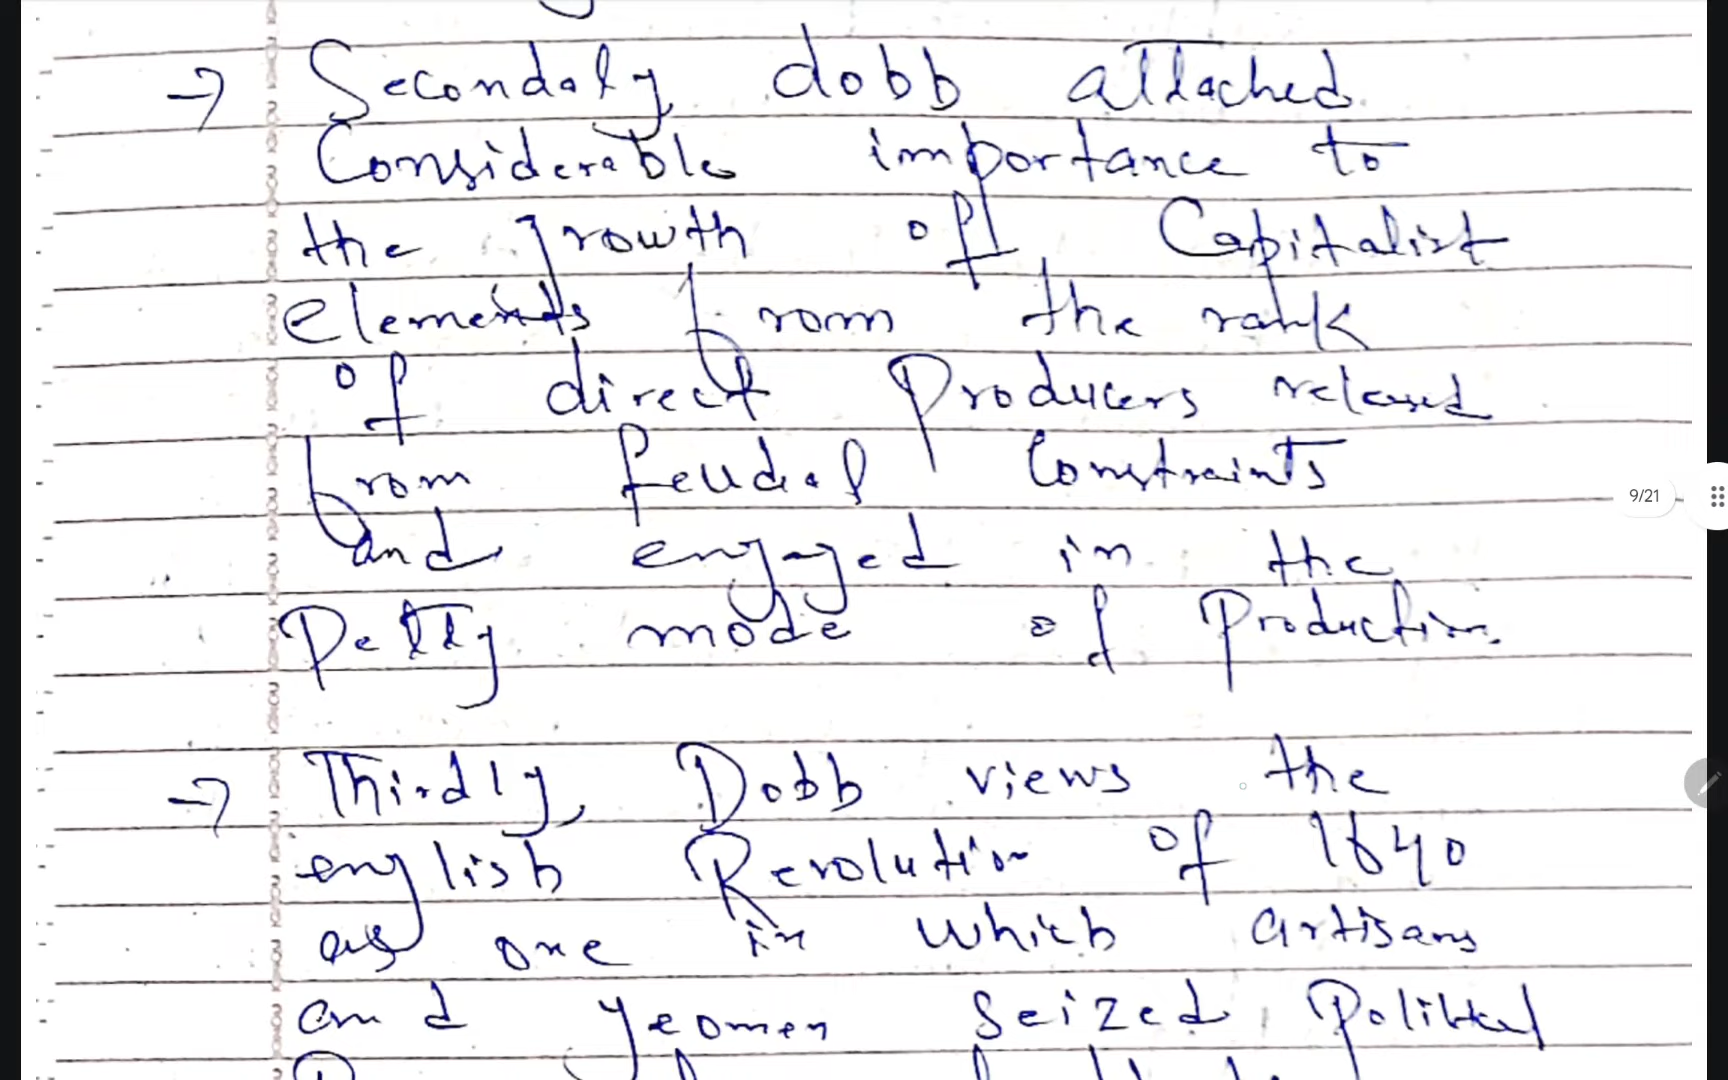 → Secondaly dobb attached
Considerable importance to
the growth of Capitalist
elements from the rank
of direct Producers released
from feudal Constraints
and engaged in the
Petty mode of Production.
→ Thirdly, Dobb views the
english Revolution of 1640
as one in which artisans
and yeomen Seized Political
9/21